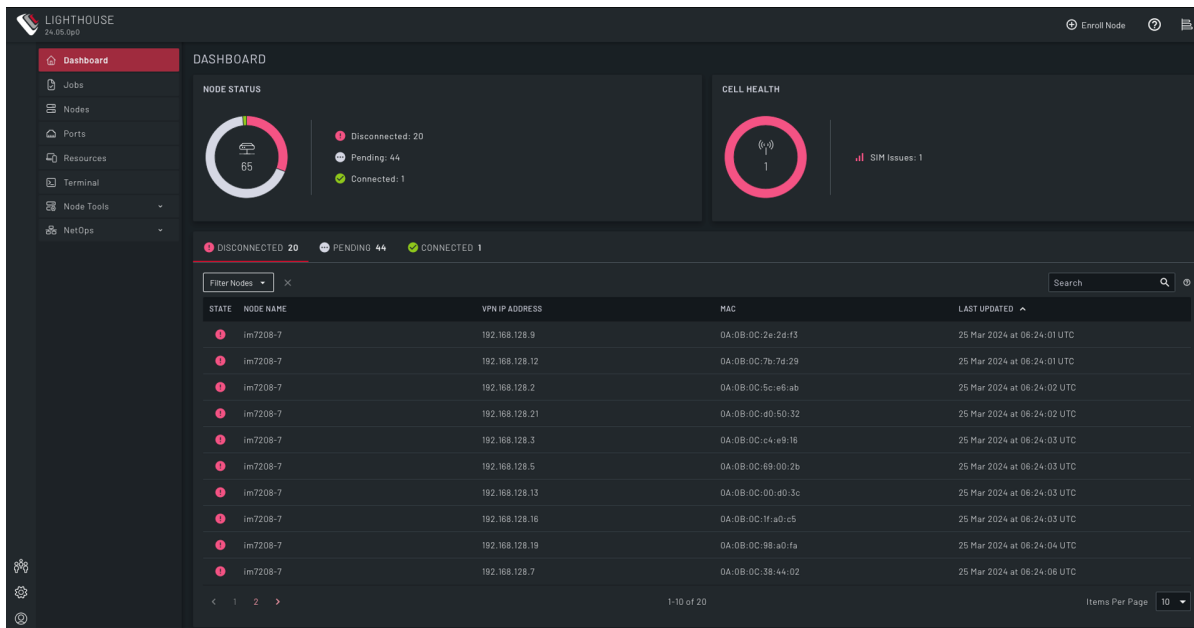 LIGHTHOUSE
24.05.0p0
Enroll Node
Dashboard
Jobs
Nodes
Ports
Resources
Terminal
Node Tools
NetOps
DASHBOARD
NODE STATUS
65
Disconnected: 20
Pending: 44
Connected: 1
CELL HEALTH
1
SIM Issues: 1
DISCONNECTED 20 PENDING 44 CONNECTED 1
Filter Nodes
Search
STATE NODE NAME VPN IP ADDRESS MAC LAST UPDATED
im7208-7 192.168.128.9 0A:0B:0C:2e:2d:f3 25 Mar 2024 at 06:24:01 UTC
im7208-7 192.168.128.12 0A:0B:0C:7b:7d:29 25 Mar 2024 at 06:24:01 UTC
im7208-7 192.168.128.2 0A:0B:0C:5c:e6:ab 25 Mar 2024 at 06:24:02 UTC
im7208-7 192.168.128.21 0A:0B:0C:d0:50:32 25 Mar 2024 at 06:24:02 UTC
im7208-7 192.168.128.3 0A:0B:0C:c4:e9:16 25 Mar 2024 at 06:24:03 UTC
im7208-7 192.168.128.5 0A:0B:0C:69:00:2b 25 Mar 2024 at 06:24:03 UTC
im7208-7 192.168.128.13 0A:0B:0C:00:d0:3c 25 Mar 2024 at 06:24:03 UTC
im7208-7 192.168.128.16 0A:0B:0C:1f:a0:c5 25 Mar 2024 at 06:24:03 UTC
im7208-7 192.168.128.19 0A:0B:0C:98:a0:fa 25 Mar 2024 at 06:24:04 UTC
im7208-7 192.168.128.7 0A:0B:0C:38:44:02 25 Mar 2024 at 06:24:06 UTC
1 2 1-10 of 20 Items Per Page 10